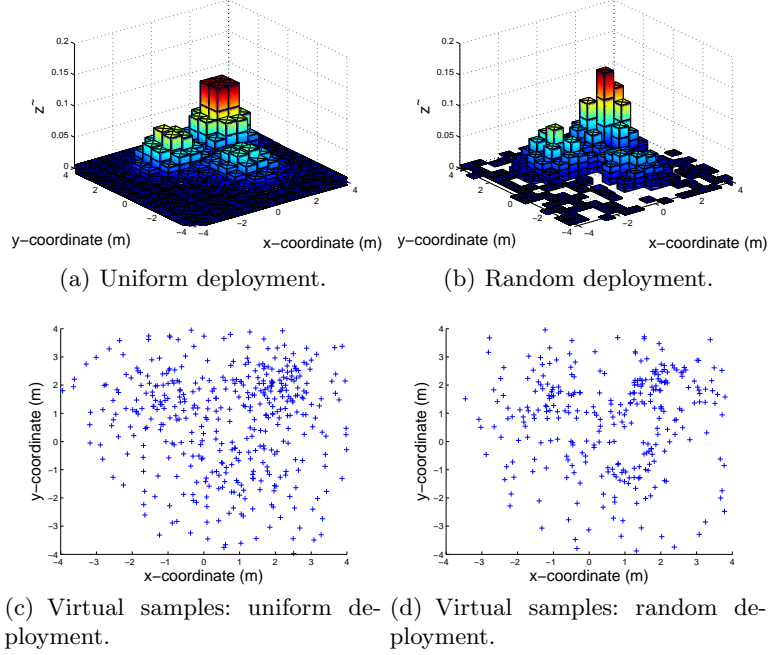 0.2
0.15
0.1
0.05
0
z~
4
2
0
−2
−4
−4
−2
0
2
4
y−coordinate (m)
x−coordinate (m)
(a) Uniform deployment.
0.2
0.15
0.1
0.05
0
z~
4
2
0
−2
−4
−4
−2
0
2
4
y−coordinate (m)
x−coordinate (m)
(b) Random deployment.
4
3
2
1
0
−1
−2
−3
−4
y−coordinate (m)
−4 −3 −2 −1 0 1 2 3 4
x−coordinate (m)
(c) Virtual samples: uniform de-
ployment.
4
3
2
1
0
−1
−2
−3
−4
y−coordinate (m)
−4 −3 −2 −1 0 1 2 3 4
x−coordinate (m)
(d) Virtual samples: random de-
ployment.